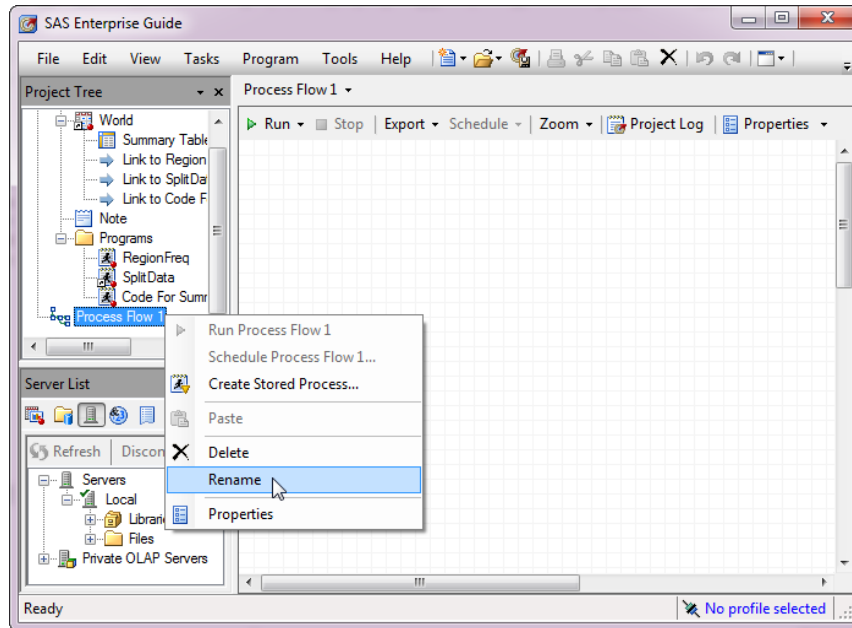 SAS Enterprise Guide
File Edit View Tasks Program Tools Help
Project Tree
Process Flow 1
Run Stop Export Schedule Zoom Project Log Properties
World
Summary Table
Link to Region
Link to SplitDa
Link to Code F
Note
Programs
RegionFreq
SplitData
Code For Summ
Process Flow 1
Run Process Flow 1
Schedule Process Flow 1...
Create Stored Process...
Paste
Delete
Rename
Properties
Server List
Refresh Discon
Servers
Local
Librari
Files
Private OLAP Servers
Ready
No profile selected